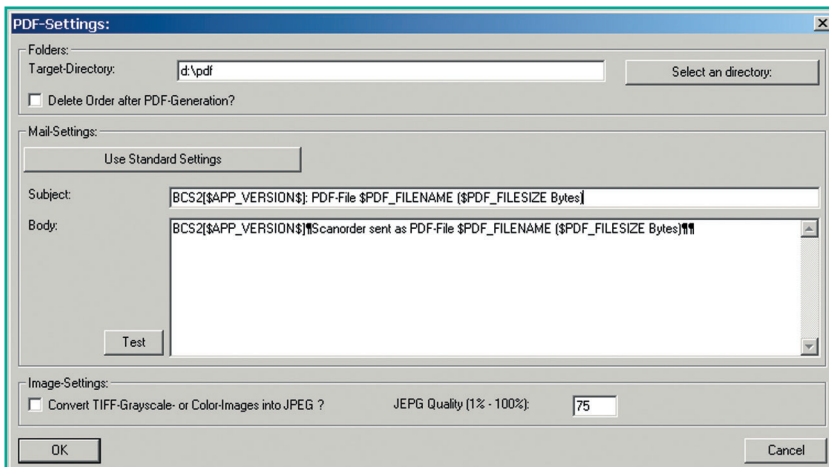 PDF-Settings:
Folders:
Target-Directory: d:\pdf Select an directory:
Delete Order after PDF-Generation?
Mail-Settings:
Use Standard Settings
Subject: BCS2[$APP_VERSION$]: PDF-File $PDF_FILENAME ($PDF_FILESIZE Bytes)
Body: BCS2[$APP_VERSION$]¶Scanorder sent as PDF-File $PDF_FILENAME ($PDF_FILESIZE Bytes)¶¶
Test
Image-Settings:
Convert TIFF-Grayscale- or Color-Images into JPEG ? JEPG Quality (1% - 100%): 75
OK Cancel